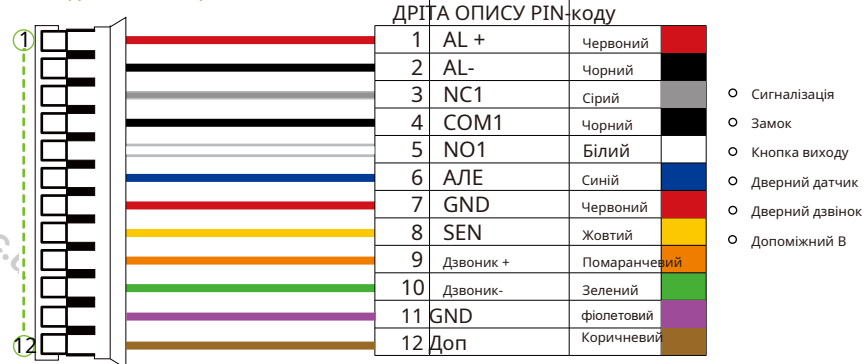 ДРІТА ОПИСУ PIN-коду
1 AL + Червоний
2 AL- Чорний
3 NC1 Сірий
4 COM1 Чорний
5 NO1 Білий
6 АЛЕ Синій
7 GND Червоний
8 SEN Жовтий
9 Дзвоник + Помаранчевий
10 Дзвоник- Зелений
11 GND фіолетовий
12 Доп Коричневий
1
12
Сигналізація
Замок
Кнопка виходу
Дверний датчик
Дверний дзвінок
Допоміжний В